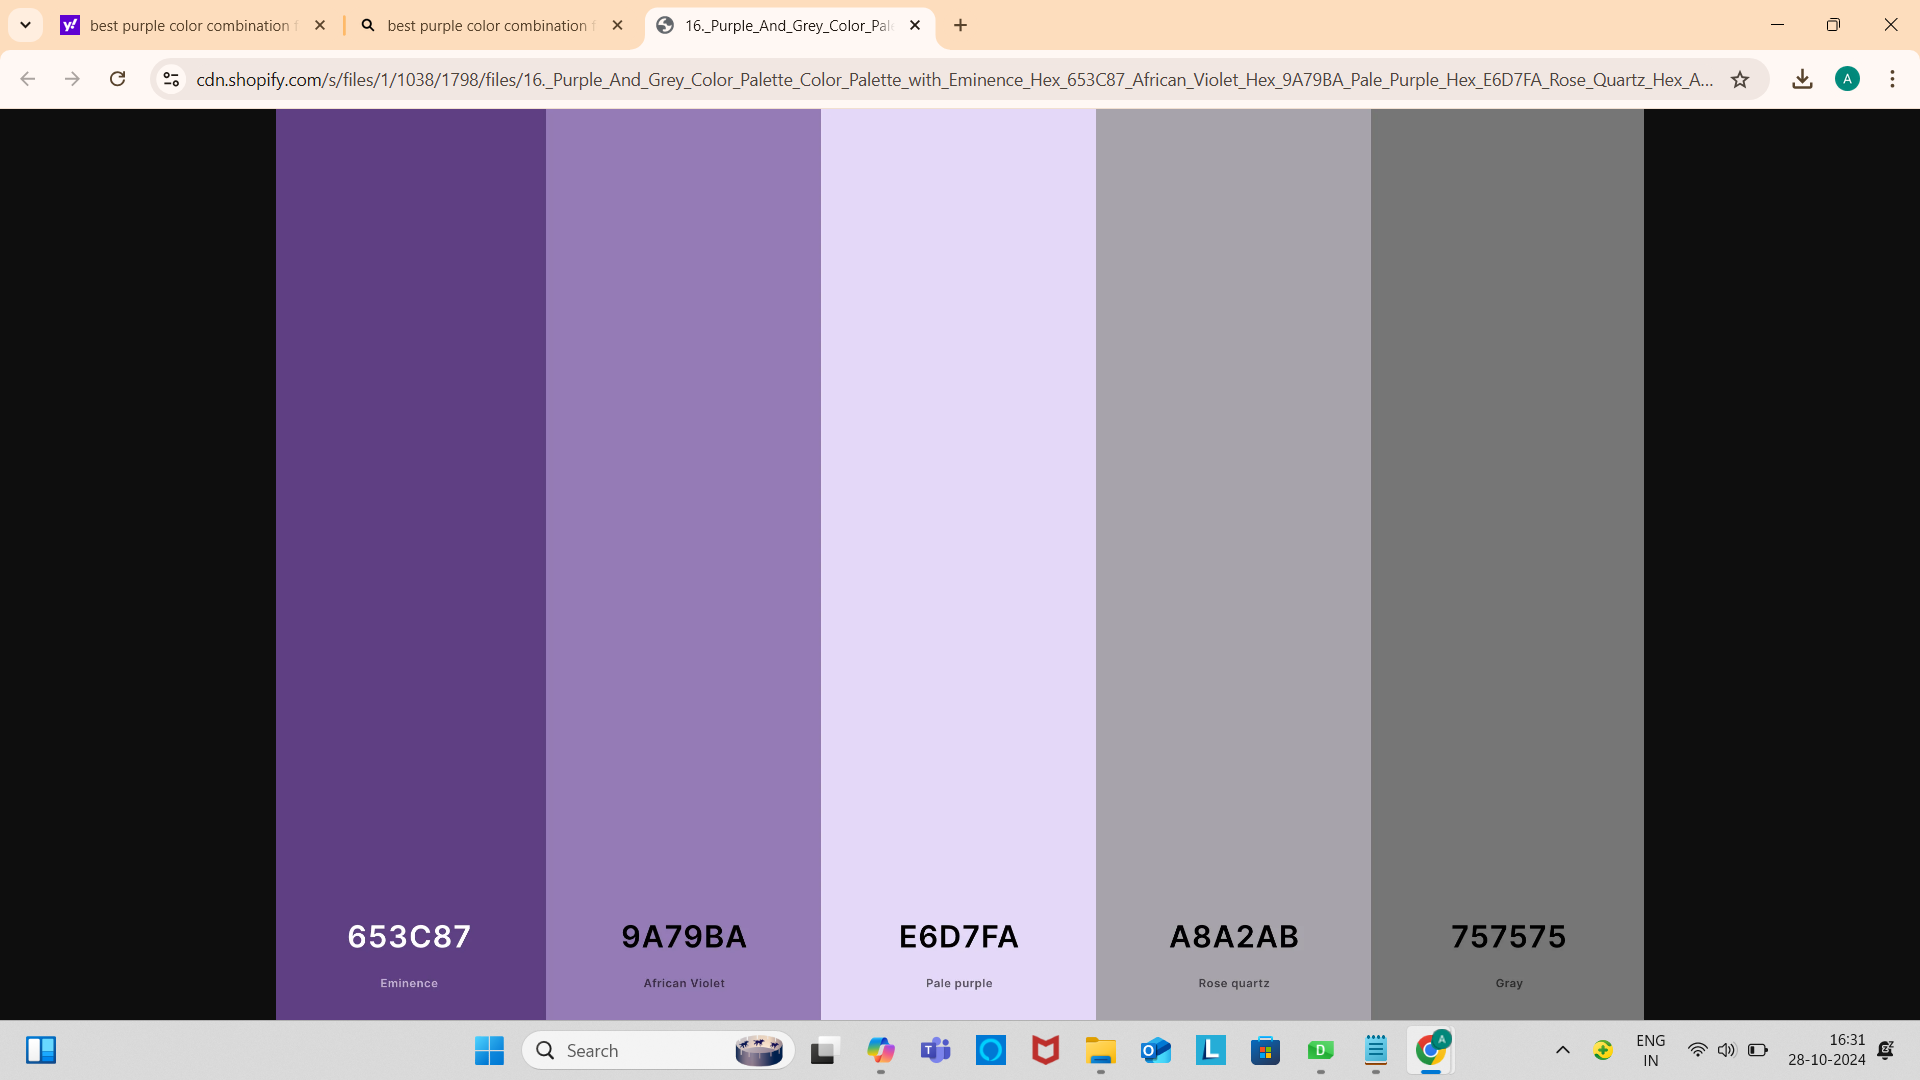 best purple color combination f
best purple color combination f
16._Purple_And_Grey_Color_Pale
cdn.shopify.com/s/files/1/1038/1798/files/16._Purple_And_Grey_Color_Palette_Color_Palette_with_Eminence_Hex_653C87_African_Violet_Hex_9A79BA_Pale_Purple_Hex_E6D7FA_Rose_Quartz_Hex_A...
A
653C87
9A79BA
E6D7FA
A8A2AB
757575
Eminence
African Violet
Pale purple
Rose quartz
Gray
Search
ENG
IN
16:31
28-10-2024